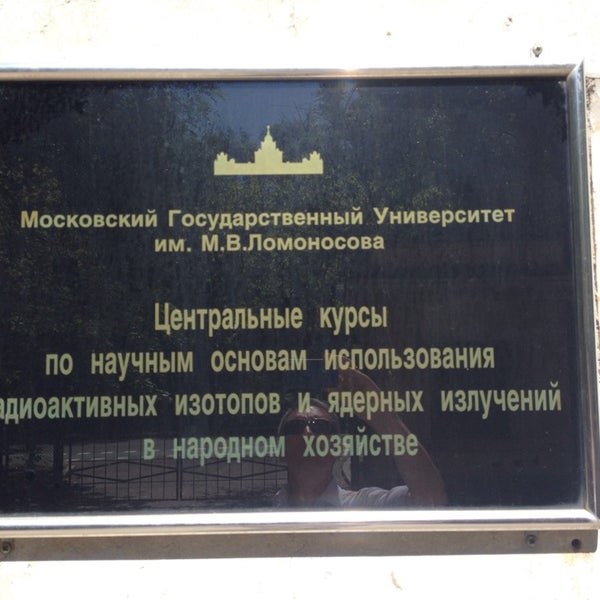 Московский Государственный Университет
им. М.В.Ломоносова
Центральные курсы
по научным основам использования
адиоактивных изотопов и ядерных излучений
в народном хозяйстве